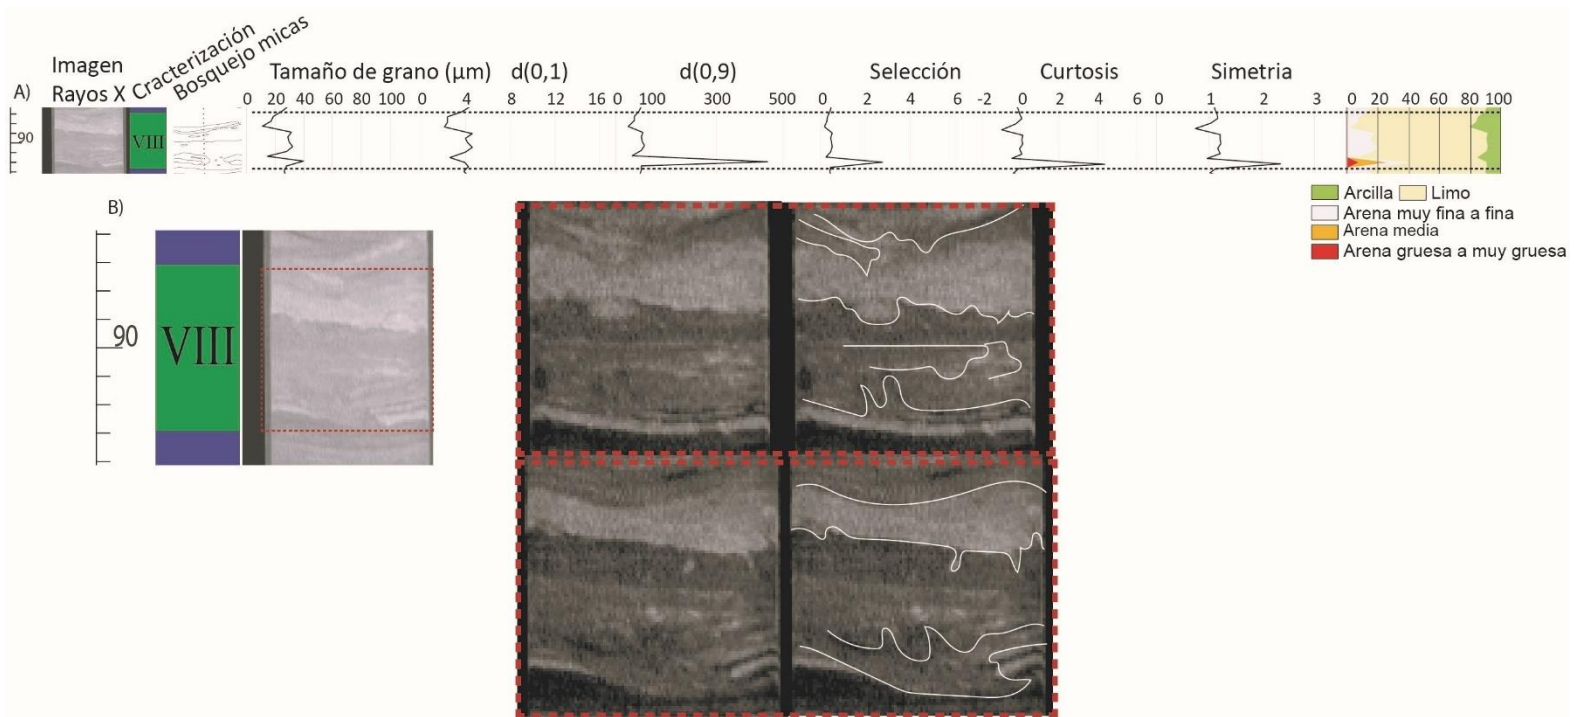 Imagen
Rayos X
Cracterización
Bosquejo micas
Tamaño de grano (µm) d(0,1) d(0,9) Selección Curtosis Simetria
A)
0 20 40 60 80 100 0 4 8 12 16 0 100 300 500 0 2 4 6 -2 0 2 4 6 0 1 2 3 0 20 40 60 80 100
90 VIII
Arcilla Limo
Arena muy fina a fina
Arena media
Arena gruesa a muy gruesa
B)
90 VIII